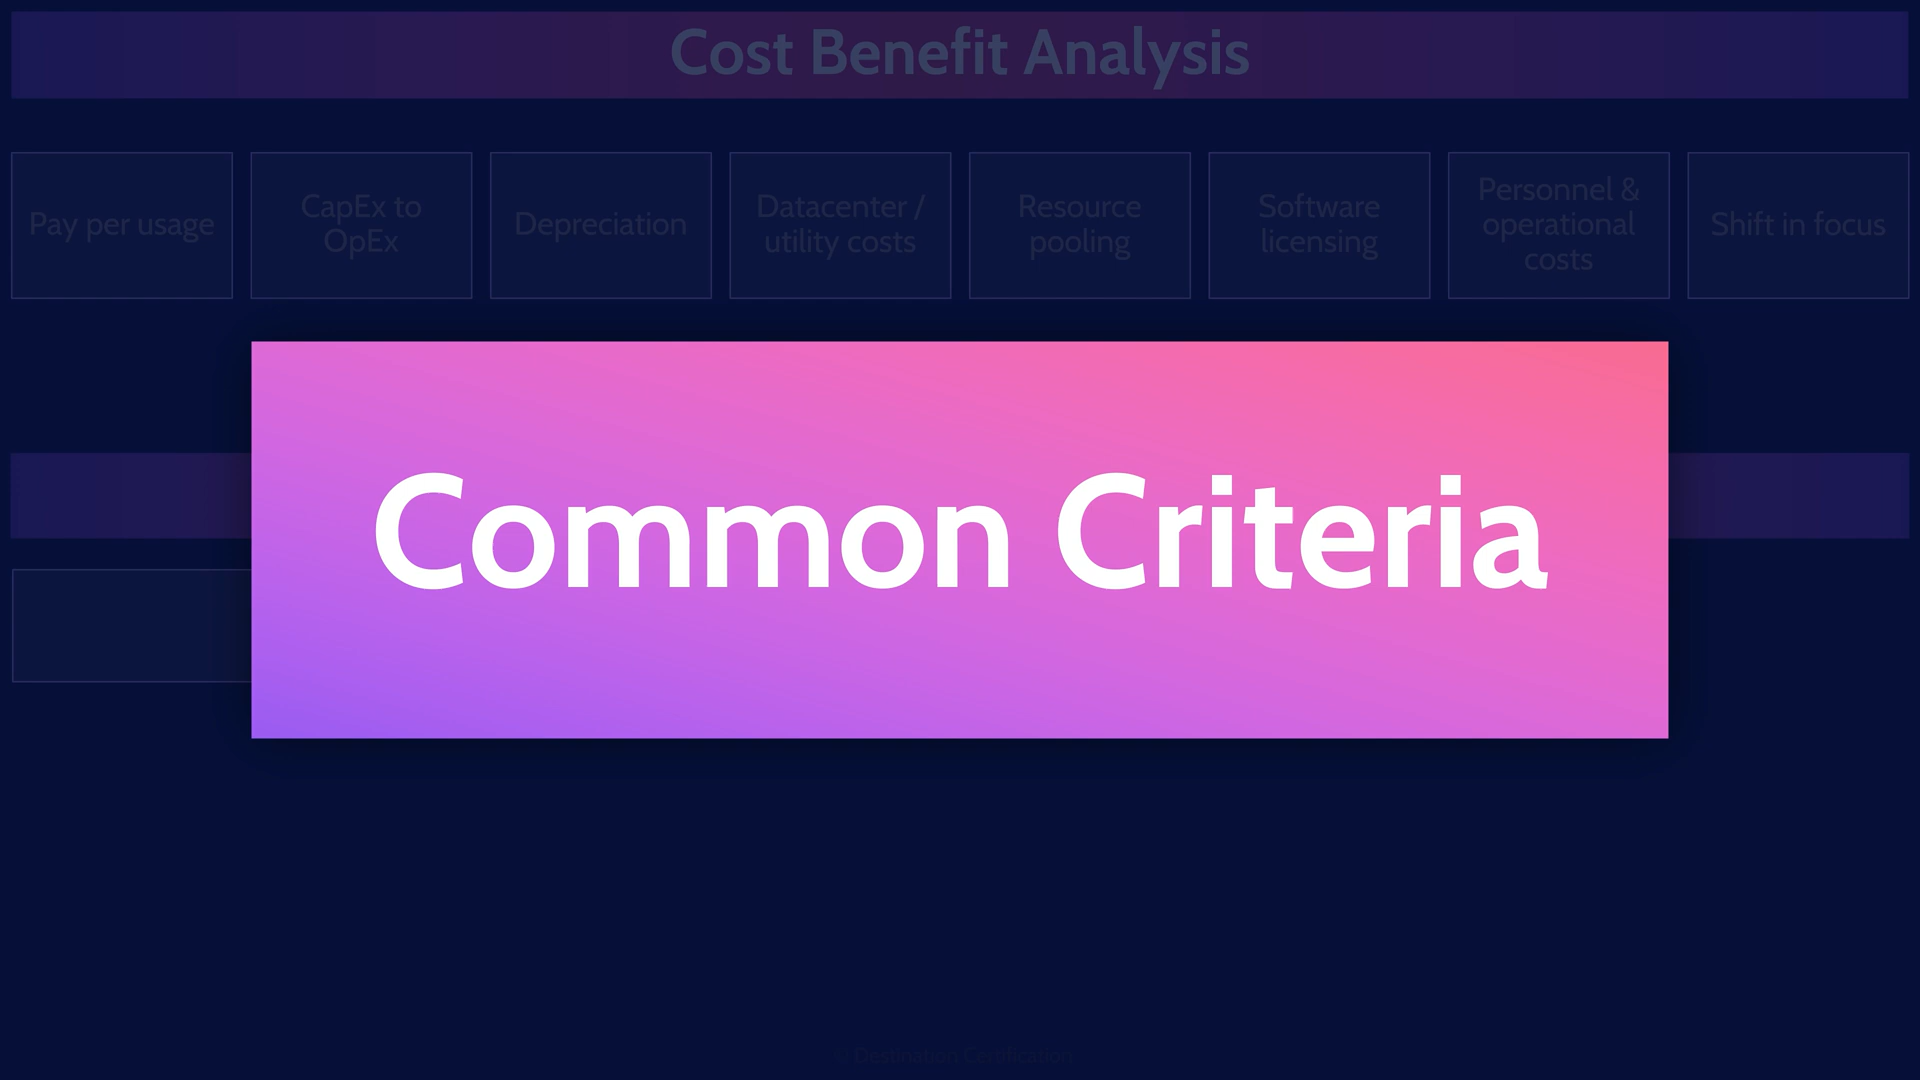 Cost Benefit Analysis
Pay per usage
CapEx to
OpEx
Depreciation
Datacenter /
utility costs
Resource
pooling
Software
licensing
Personnel &
operational
costs
Shift in focus
Common Criteria
Destination Certification